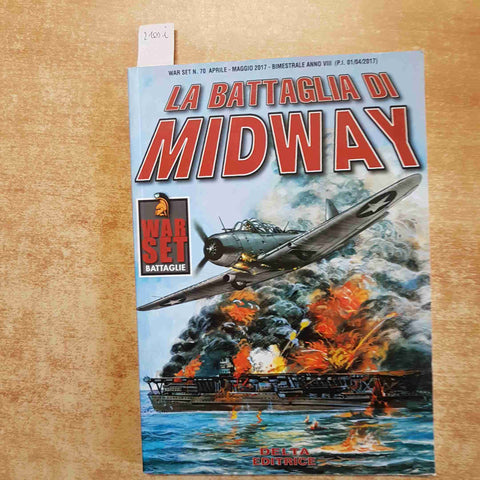 WAR SET N. 70 APRILE - MAGGIO 2017 - BIMESTRALE ANNO VIII (P.I. 01/04/2017)
LA BATTAGLIA DI
MIDWAY
WAR
SET
BATTAGLIE
DELTA
EDITRICE